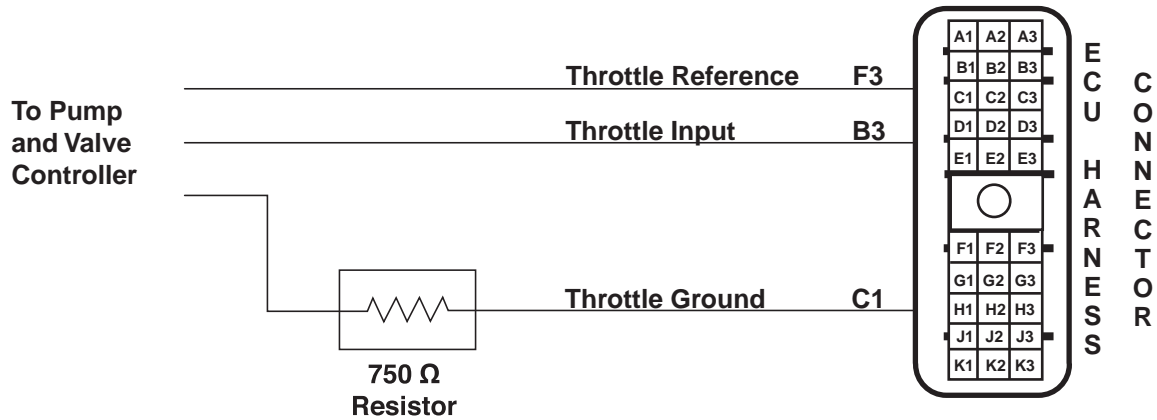 To Pump
and Valve
Controller
Throttle Reference F3
Throttle Input B3
Throttle Ground C1
750 Ω
Resistor
A1 A2 A3
B1 B2 B3
C1 C2 C3
D1 D2 D3
E1 E2 E3
F1 F2 F3
G1 G2 G3
H1 H2 H3
J1 J2 J3
K1 K2 K3
ECU HARNESS
CONNECTOR